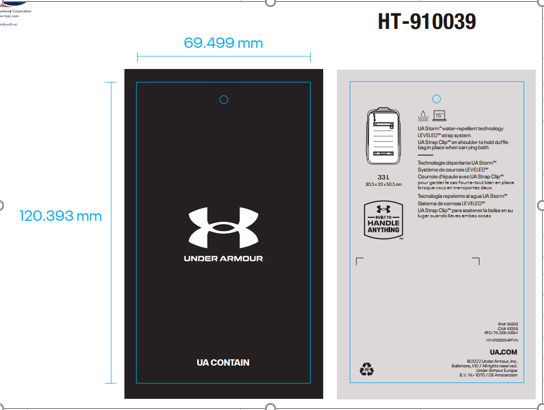 HT-910039
69.499 mm
120.393 mm
UNDER ARMOUR
UA CONTAIN
15"
UA Storm™ water-repellent technology
LEVELED™ strap system
UA Strap Clip™ on shoulder to hold duffle
bag in place when carrying both
Technologie déperlante UA Storm™
Système de courroie LEVELED™
Courroie d'épaule avec UA Strap Clip™
pour garder le sac fourre-tout bien en place
lorsque vous en transportez deux
Tecnología repelente al agua UA Storm™
Sistema de correas LEVELED™
UA Strap Clip™ para sostener la bolsa en su
lugar cuando lleves ambas cosas
33 L
30.5 x 20 x 50.5 cm
BUILT TO
HANDLE
ANYTHING
UA.COM
©2022 Under Armour, Inc.
Baltimore, MD / All rights reserved.
Under Armour Europe
B.V. NL-1076 / DE Amsterdam